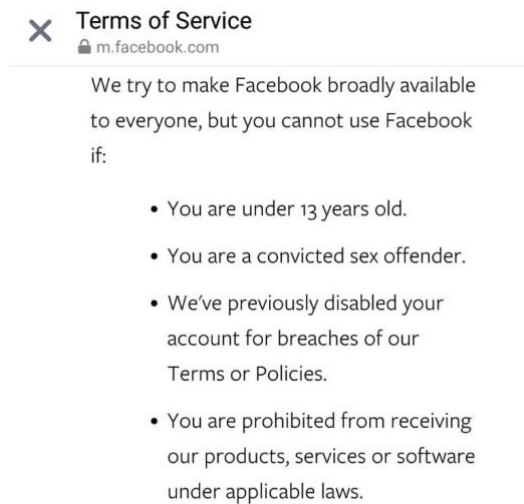 Terms of Service
m.facebook.com
We try to make Facebook broadly available
to everyone, but you cannot use Facebook
if:
• You are under 13 years old.
• You are a convicted sex offender.
• We've previously disabled your
account for breaches of our
Terms or Policies.
• You are prohibited from receiving
our products, services or software
under applicable laws.